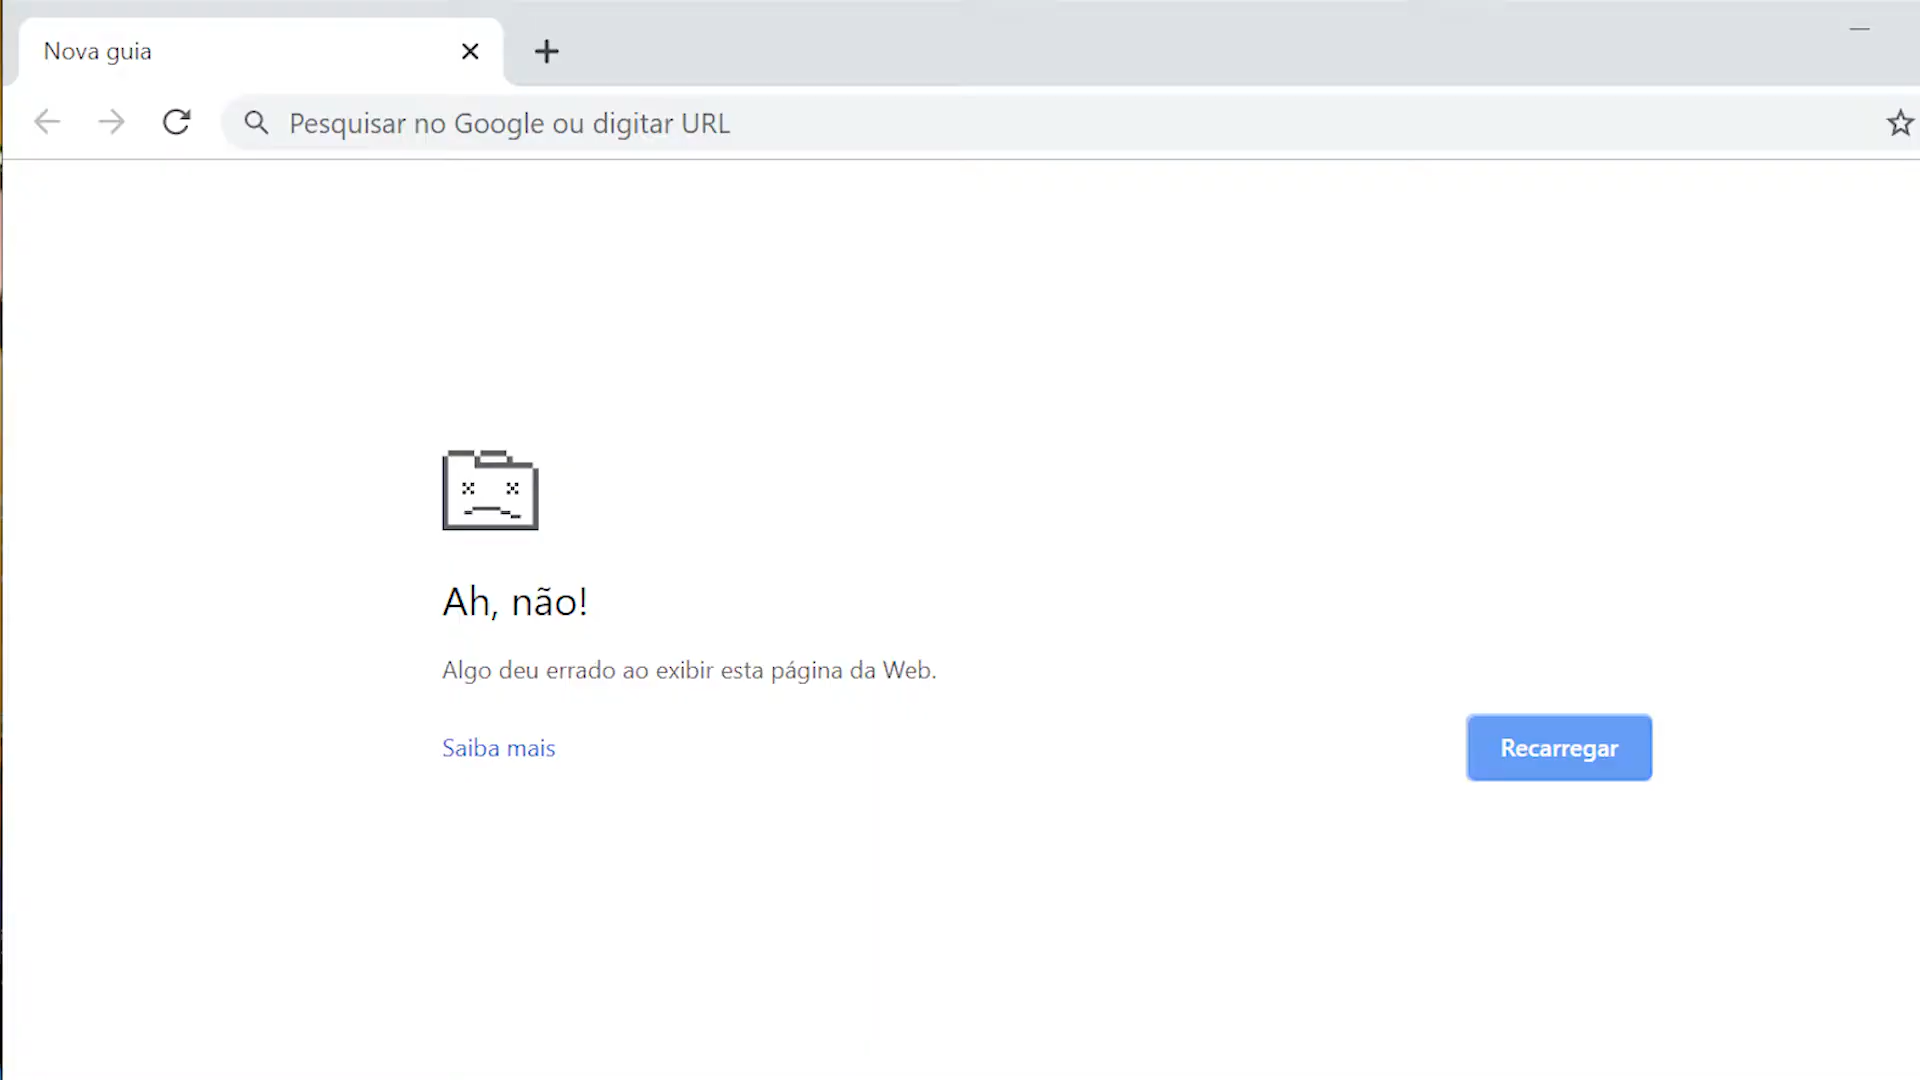 Nova guia
Pesquisar no Google ou digitar URL
Ah, não!
Algo deu errado ao exibir esta página da Web.
Saiba mais
Recarregar